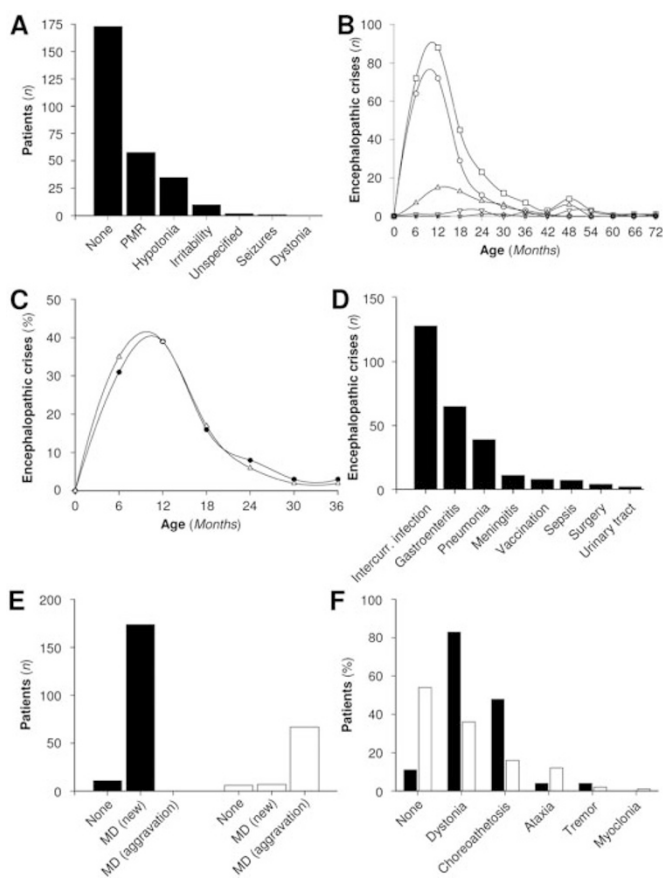 A
Patients (n)
175
150
125
100
75
50
25
0
None
PMR
Hypotonia
Irritability
Unspecified
Seizures
Dystonia
B
Encephalopathic crises (n)
100
80
60
40
20
0
0 6 12 18 24 30 36 42 48 54 60 66 72
Age (Months)
C
Encephalopathic crises (%)
50
40
30
20
10
0
0 6 12 18 24 30 36
Age (Months)
D
Encephalopathic crises (n)
150
100
50
0
Intercurr. infection
Gastroenteritis
Pneumonia
Meningitis
Vaccination
Sepsis
Surgery
Urinary tract
E
Patients (n)
200
150
100
50
0
None
MD (new)
MD (aggravation)
None
MD (new)
MD (aggravation)
F
Patients (%)
100
80
60
40
20
0
None
Dystonia
Choreoathetosis
Ataxia
Tremor
Myoclonia